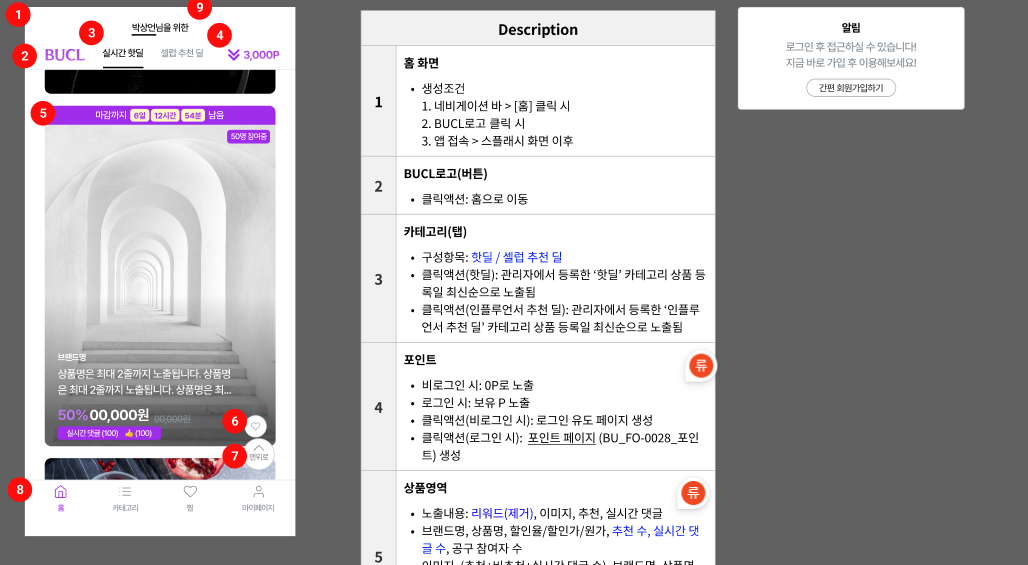 1
9
박상언님을 위한
3
4
2
BUCL
실시간 핫딜
셀럽 추천 딜
3,000P
5
마감까지 6일 12시간 54분 남음
50명 참여중
브랜드명
상품명은 최대 2줄까지 노출됩니다. 상품명
은 최대 2줄까지 노출됩니다. 상품명은 최...
50% 00,000원 00,000원
실시간 댓글 (100) 👍 (100)
6
7
맨위로
8
홈
카테고리
찜
마이페이지
Description
1
홈 화면
• 생성조건
1. 네비게이션 바 > [홈] 클릭 시
2. BUCL로고 클릭 시
3. 앱 접속 > 스플래시 화면 이후
2
BUCL로고(버튼)
• 클릭액션: 홈으로 이동
3
카테고리(탭)
• 구성항목: 핫딜 / 셀럽 추천 딜
• 클릭액션(핫딜): 관리자에서 등록한 ‘핫딜’ 카테고리 상품 등
록일 최신순으로 노출됨
• 클릭액션(인플루언서 추천 딜): 관리자에서 등록한 ‘인플루
언서 추천 딜’ 카테고리 상품 등록일 최신순으로 노출됨
4
포인트
류
• 비로그인 시: 0P로 노출
• 로그인 시: 보유 P 노출
• 클릭액션(비로그인 시): 로그인 유도 페이지 생성
• 클릭액션(로그인 시): 포인트 페이지 (BU_FO-0028_포인
트) 생성
5
상품영역
류
• 노출내용: 리워드(제거), 이미지, 추천, 실시간 댓글
• 브랜드명, 상품명, 할인율/할인가/원가, 추천 수, 실시간 댓
글 수, 공구 참여자 수
알림
로그인 후 접근하실 수 있습니다!
지금 바로 가입 후 이용해보세요!
간편 회원가입하기